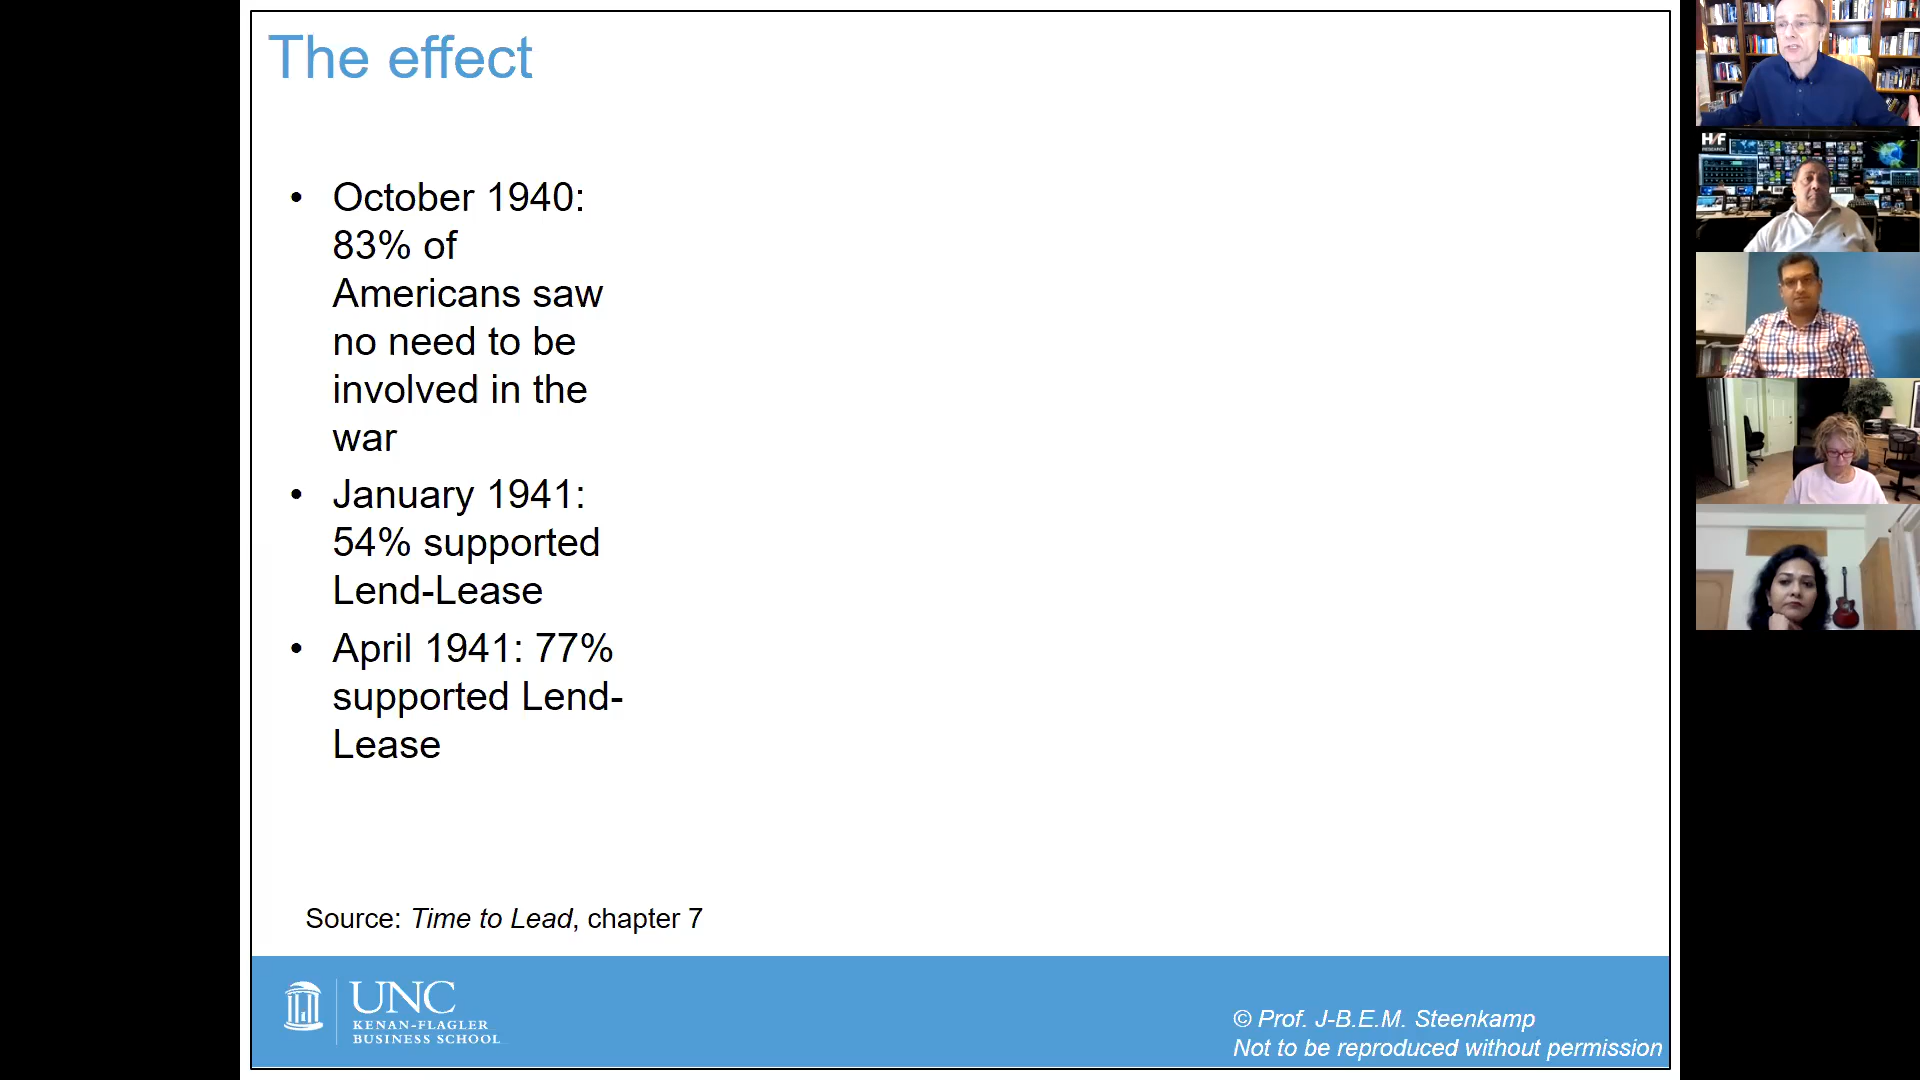 The effect
• October 1940:
83% of
Americans saw
no need to be
involved in the
war
• January 1941:
54% supported
Lend-Lease
• April 1941: 77%
supported Lend-
Lease
Source: Time to Lead, chapter 7
UNC
KENAN-FLAGLER
BUSINESS SCHOOL
© Prof. J-B.E.M. Steenkamp
Not to be reproduced without permission
H/F
RESEARCH